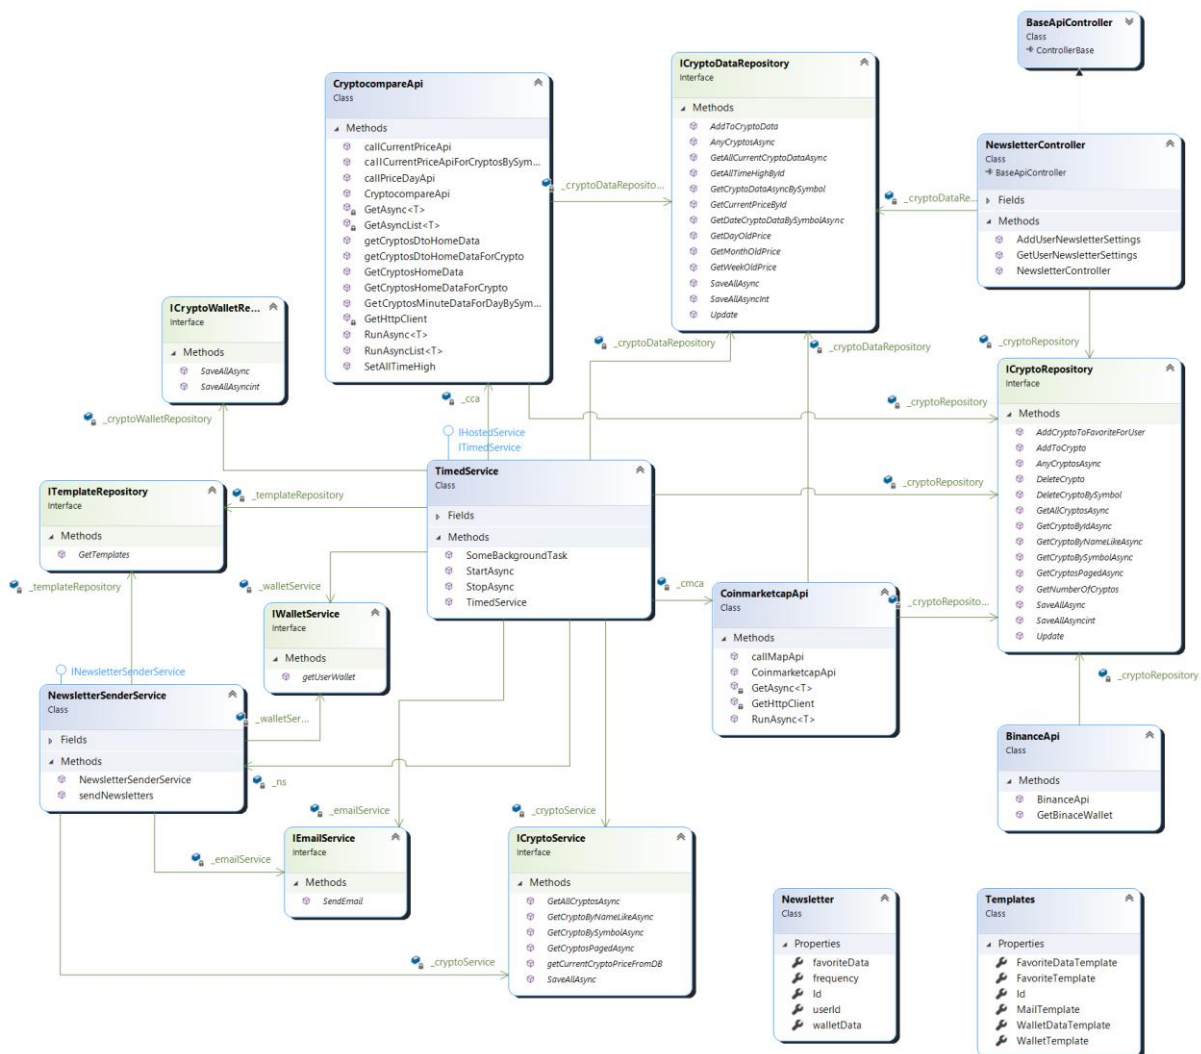 BaseApiController
Class
ControllerBase
CryptocompareApi
Class
Methods
callCurrentPriceApi
callCurrentPriceApiForCryptosBySym...
callPriceDayApi
CryptocompareApi
GetAsync<T>
GetAsyncList<T>
getCryptosDtoHomeData
getCryptosDtoHomeDataForCrypto
GetCryptosHomeData
GetCryptosHomeDataForCrypto
GetCryptosMinuteDataForDayBySym...
GetHttpClient
RunAsync<T>
RunAsyncList<T>
SetAllTimeHigh
_cryptoDataReposito...
ICryptoDataRepository
Interface
Methods
AddToCryptoData
AnyCryptosAsync
GetAllCurrentCryptoDataAsync
GetAllTimeHighById
GetCryptoDataAsyncBySymbol
GetCurrentPriceById
GetDateCryptoDataBySymbolAsync
GetDayOldPrice
GetMonthOldPrice
GetWeekOldPrice
SaveAllAsync
SaveAllAsyncInt
Update
_cryptoDataRe...
NewsletterController
Class
BaseApiController
Fields
Methods
AddUserNewsletterSettings
GetUserNewsletterSettings
NewsletterController
ICryptoWalletRe...
Interface
Methods
SaveAllAsync
SaveAllAsyncint
_cryptoWalletRepository
_cca
_cryptoDataRepository
_cryptoDataRepository
_cryptoRepository
_cryptoRepository
ICryptoRepository
Interface
Methods
AddCryptoToFavoriteForUser
AddToCrypto
AnyCryptosAsync
DeleteCrypto
DeleteCryptoBySymbol
GetAllCryptosAsync
GetCryptoByIdAsync
GetCryptoByNameLikeAsync
GetCryptoBySymbolAsync
GetCryptosPagedAsync
GetNumberOfCryptos
SaveAllAsync
SaveAllAsyncint
Update
IHostedService
ITimedService
TimedService
Class
Fields
Methods
SomeBackgroundTask
StartAsync
StopAsync
TimedService
_cryptoRepository
ITemplateRepository
Interface
Methods
GetTemplates
_templateRepository
_templateRepository
_walletService
IWalletService
Interface
Methods
getUserWallet
_cmca
CoinmarketcapApi
Class
Methods
callMapApi
CoinmarketcapApi
GetAsync<T>
GetHttpClient
RunAsync<T>
_cryptoReposito...
_cryptoRepository
INewsletterSenderService
NewsletterSenderService
Class
Fields
Methods
NewsletterSenderService
sendNewsletters
_walletSer...
_ns
BinanceApi
Class
Methods
BinanceApi
GetBinaceWallet
_emailService
_cryptoService
_emailService
IEmailService
Interface
Methods
SendEmail
ICryptoService
Interface
Methods
GetAllCryptosAsync
GetCryptoByNameLikeAsync
GetCryptoBySymbolAsync
GetCryptosPagedAsync
getCurrentCryptoPriceFromDB
SaveAllAsync
_cryptoService
Newsletter
Class
Properties
favoriteData
frequency
Id
userId
walletData
Templates
Class
Properties
FavoriteDataTemplate
FavoriteTemplate
Id
MailTemplate
WalletDataTemplate
WalletTemplate